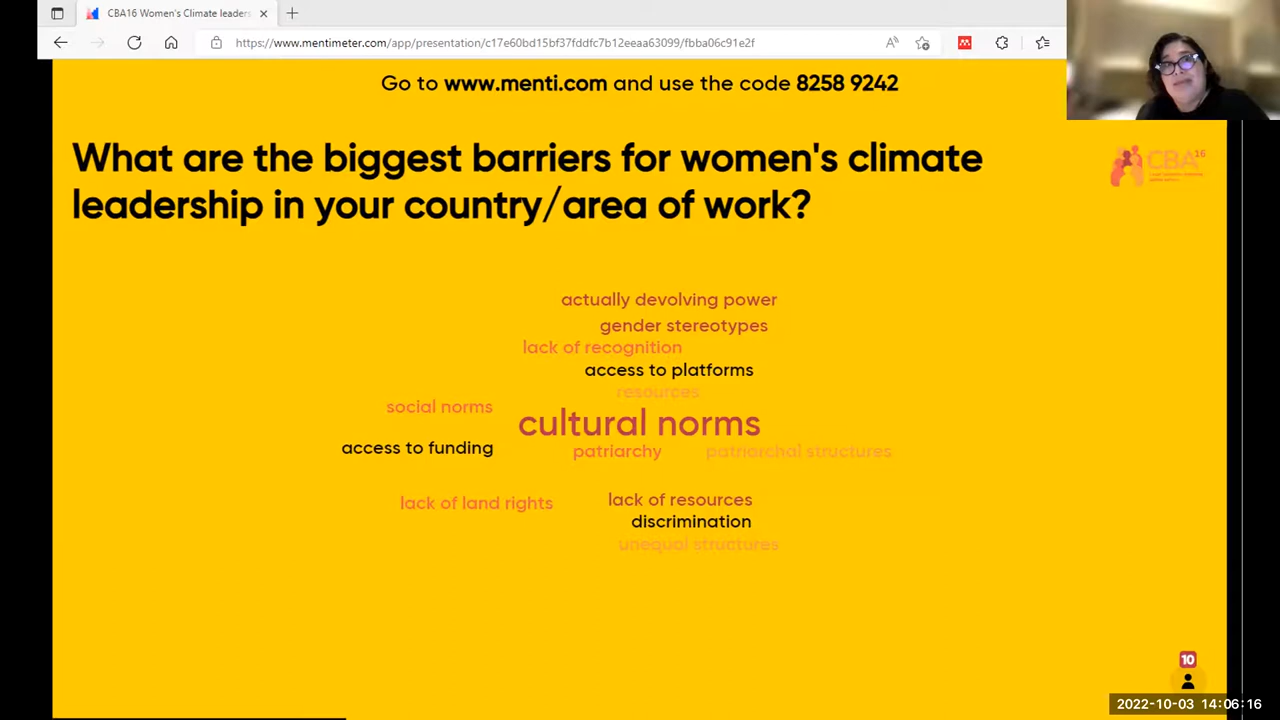 CBA16 Women's Climate leaders
https://www.mentimeter.com/app/presentation/c17e60bd15bf37fddfc7b12eeaa63099/fbba06c91e2f
Go to www.menti.com and use the code 8258 9242
What are the biggest barriers for women's climate
leadership in your country/area of work?
CBA16
actually devolving power
gender stereotypes
lack of recognition
access to platforms
resources
social norms
cultural norms
access to funding
patriarchy
patriarchal structures
lack of land rights
lack of resources
discrimination
unequal structures
10
2022-10-03 14:06:16